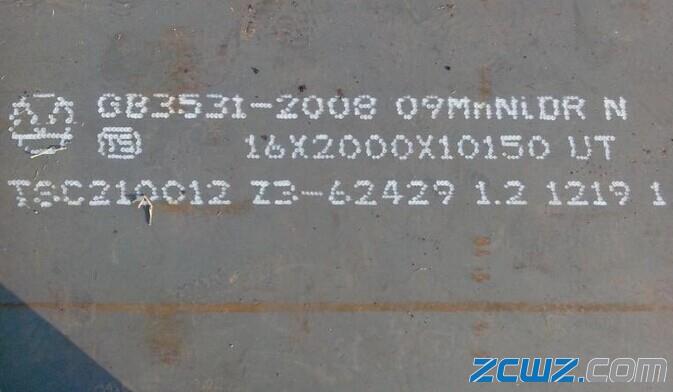 GB3531-2008 09MnNiDR N
16X2000X10150 UT
TSC210012 Z3-62429 1.2 1219 1
ZCWZ.COM